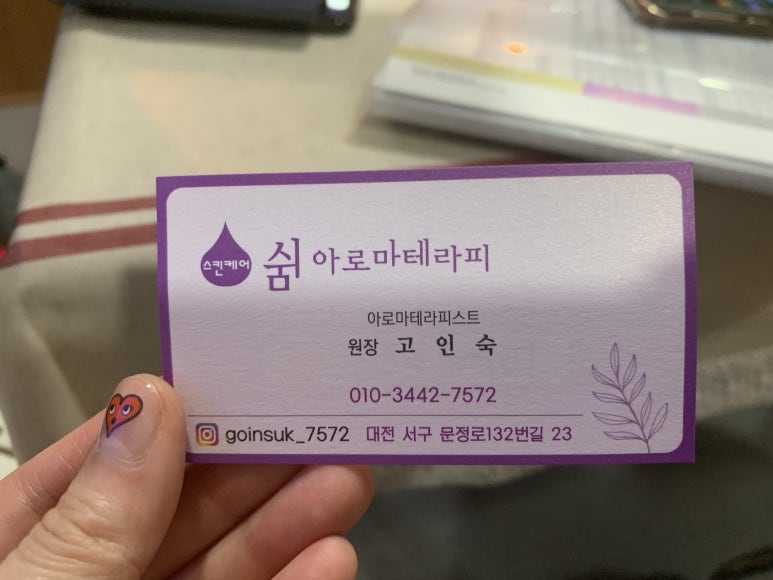 스킨케어 쉼 아로마테라피
아로마테라피스트
원장 고 인 숙
010-3442-7572
goinsuk_7572 대전 서구 문정로132번길 23